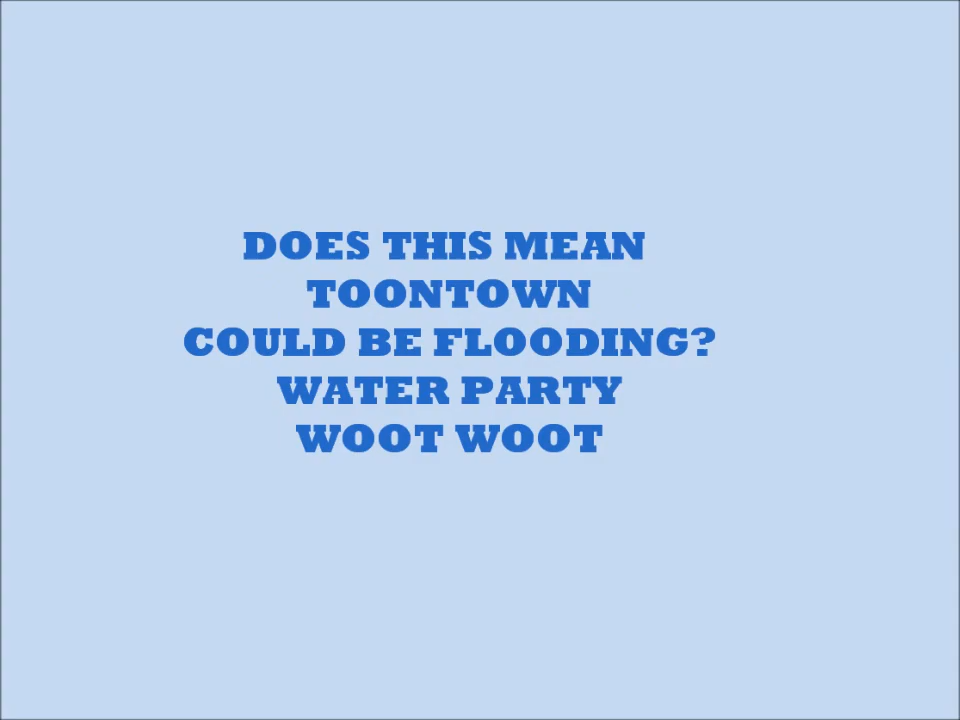 DOES THIS MEAN
TOONTOWN
COULD BE FLOODING?
WATER PARTY
WOOT WOOT